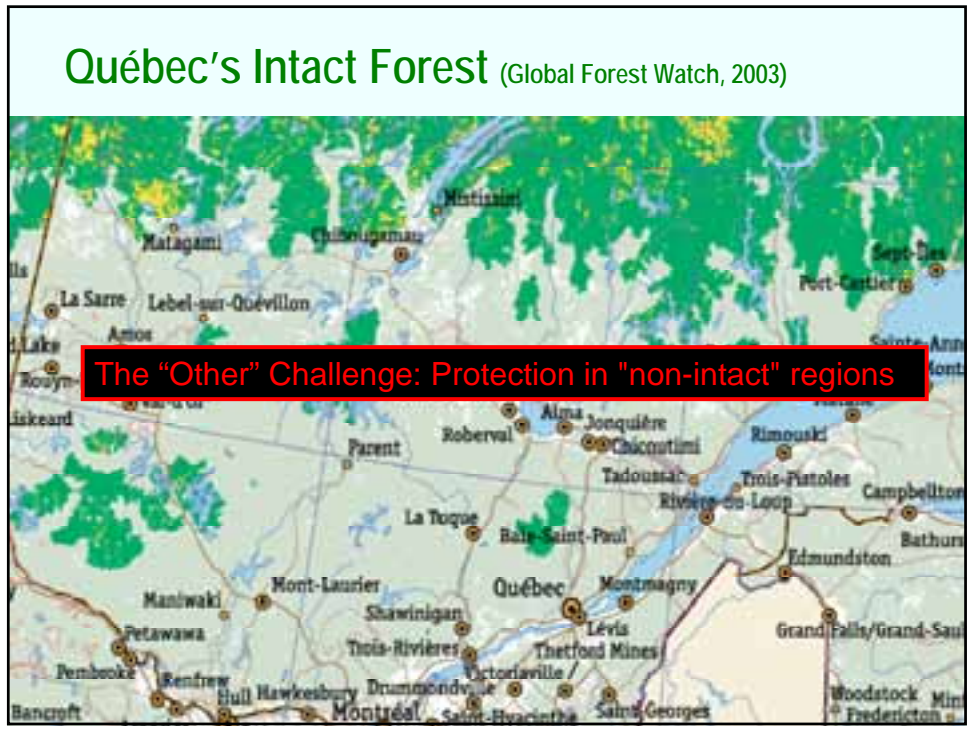 Québec's Intact Forest (Global Forest Watch, 2003)
Mistissini
Matagami
Chibougamau
Sept-Îles
Port-Cartier
La Sarre
Lebel-sur-Quévillon
Amos
Lake
The “Other” Challenge: Protection in "non-intact" regions
Val-d'Or
Alma
Jonquière
Roberval
Chicoutimi
Rimouski
Parent
Tadoussac
Trois-Pistoles
Rivière-du-Loup
Campbellton
La Tuque
Baie-Saint-Paul
Edmundston
Mont-Laurier
Québec
Montmagny
Maniwaki
Shawinigan
Lévis
Grand Falls/Grand-Saul
Petawawa
Trois-Rivières
Thetford Mines
Pembroke
Renfrew
Victoriaville
Hull
Hawkesbury
Drummondville
Woodstock
Bancroft
Montréal
Saint-Hyacinthe
Saint-Georges
Fredericton